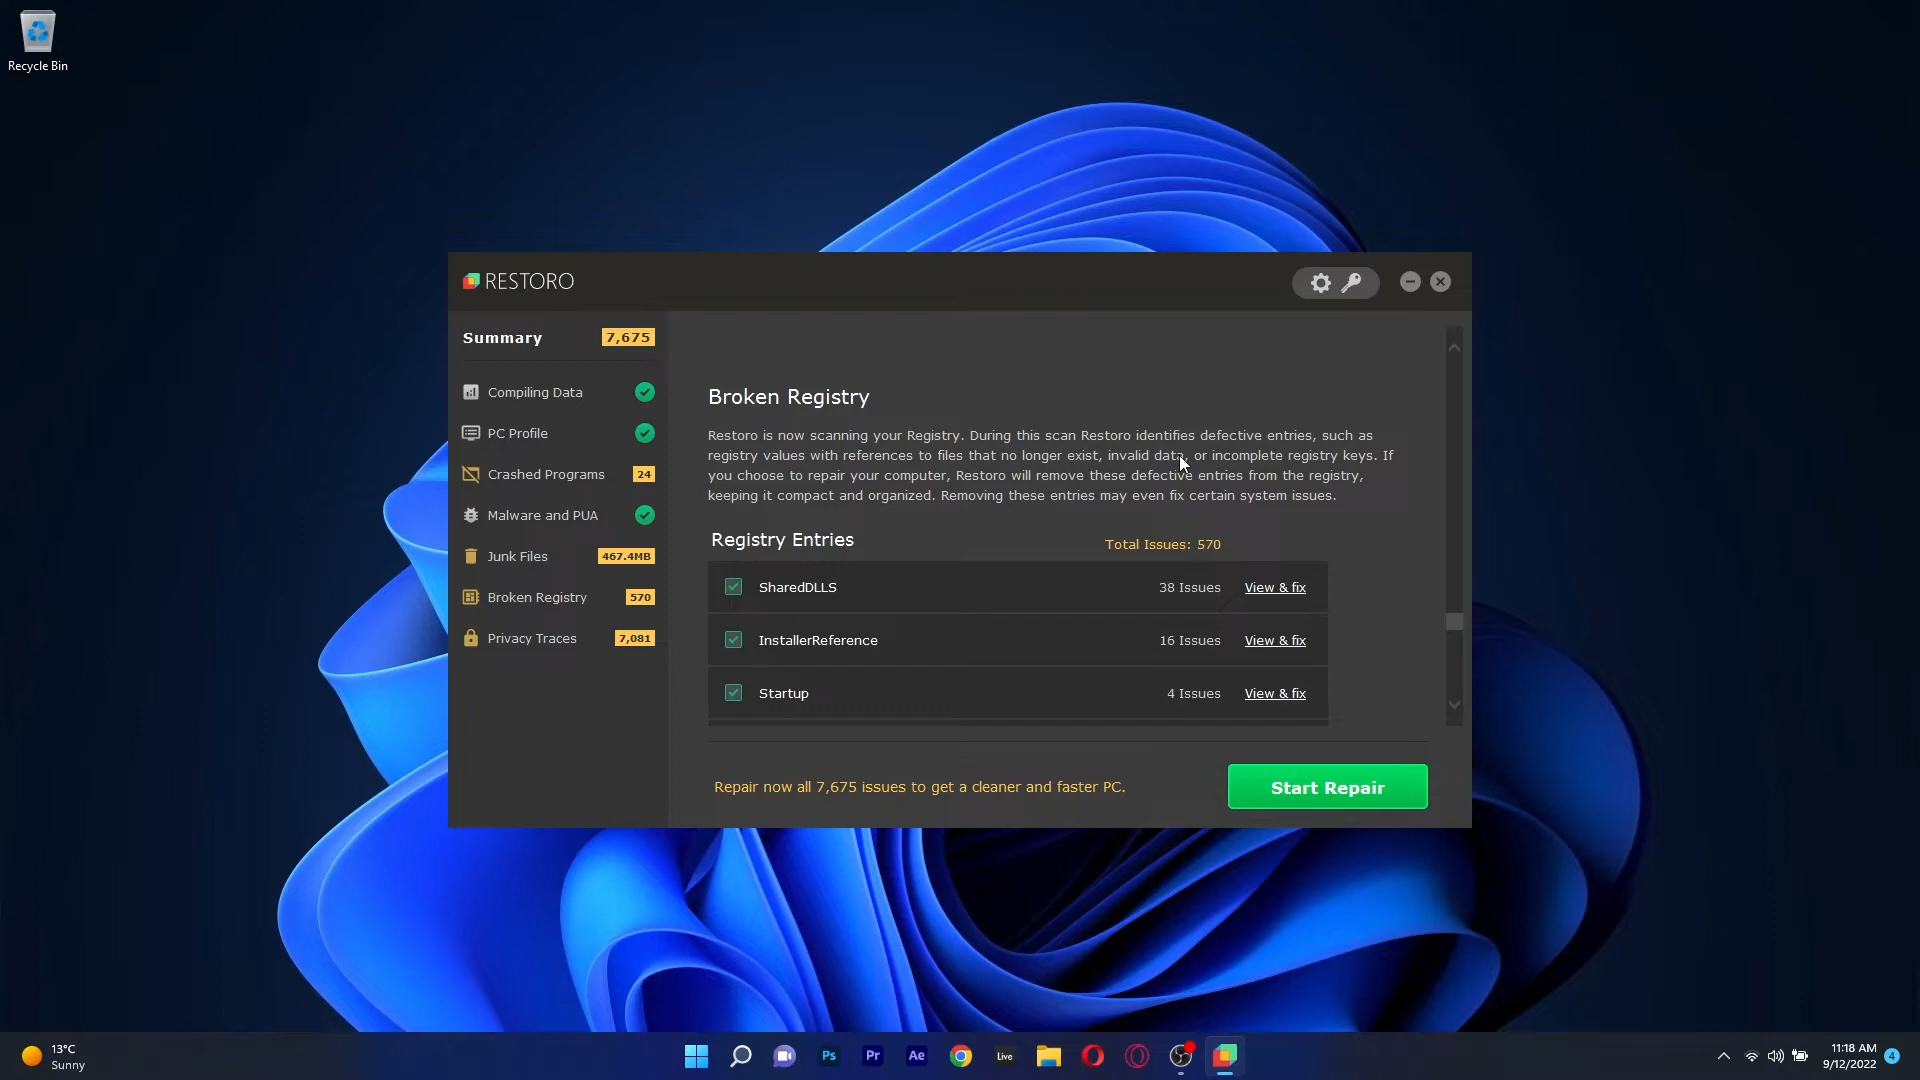 Recycle Bin
RESTORO
Summary 7,675
Compiling Data
PC Profile
Crashed Programs 24
Malware and PUA
Junk Files 467.4MB
Broken Registry 570
Privacy Traces 7,081
Broken Registry
Restoro is now scanning your Registry. During this scan Restoro identifies defective entries, such as
registry values with references to files that no longer exist, invalid data, or incomplete registry keys. If
you choose to repair your computer, Restoro will remove these defective entries from the registry,
keeping it compact and organized. Removing these entries may even fix certain system issues.
Registry Entries Total Issues: 570
SharedDLLS 38 Issues View & fix
InstallerReference 16 Issues View & fix
Startup 4 Issues View & fix
Repair now all 7,675 issues to get a cleaner and faster PC. Start Repair
13°C
Sunny
Ps Pr Ae Live
11:18 AM
9/12/2022 4